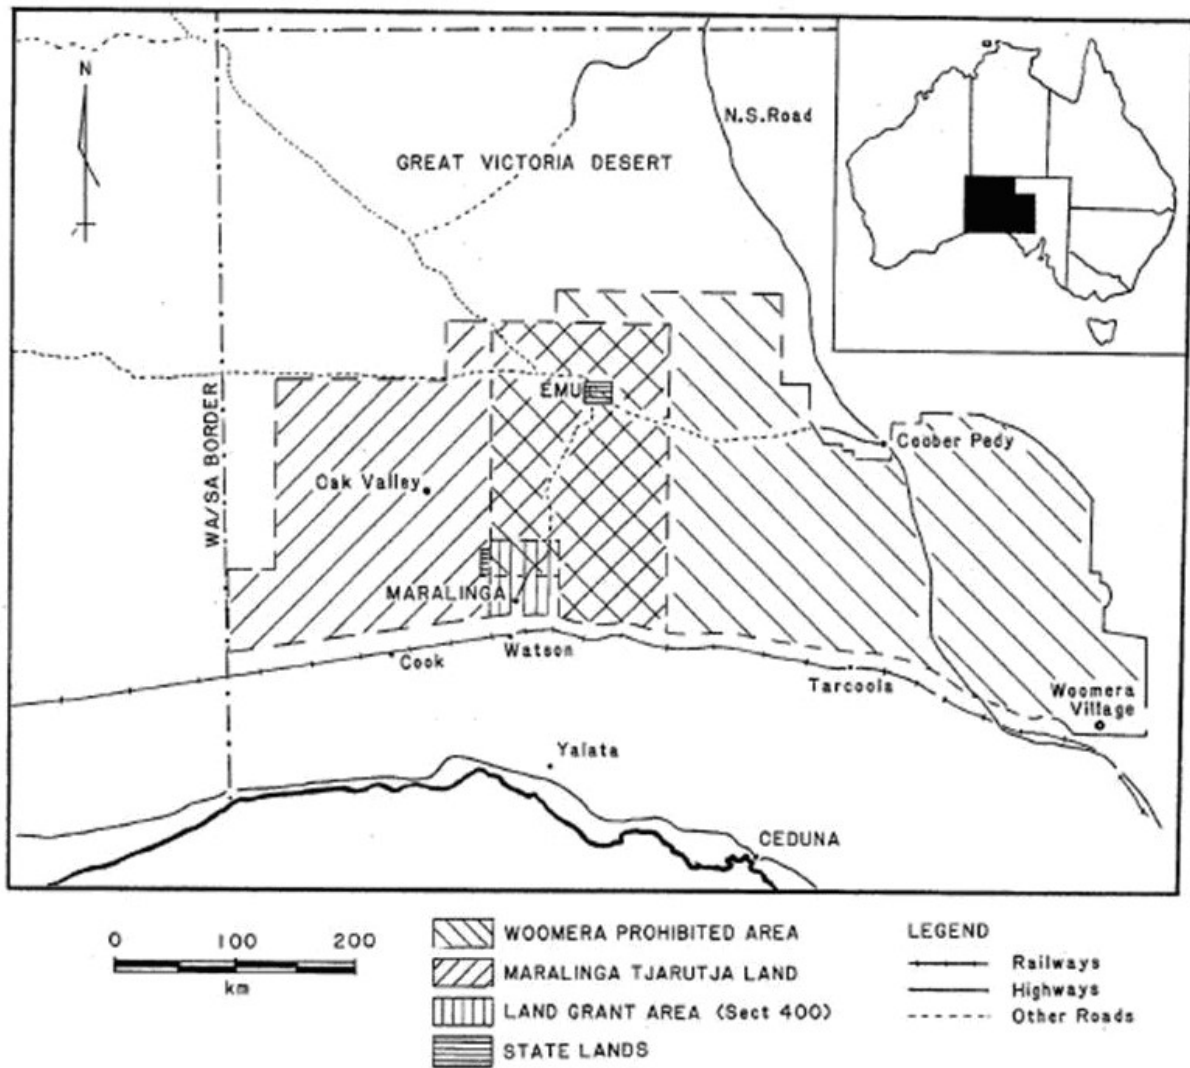 N
N.S.Road
GREAT VICTORIA DESERT
WA/SA BORDER
EMU
Coober Pedy
Oak Valley
MARALINGA
Watson
Cook
Tarcoola
Woomera
Village
Yalata
CEDUNA
0 100 200
km
WOOMERA PROHIBITED AREA
MARALINGA TJARUTJA LAND
LAND GRANT AREA (Sect 400)
STATE LANDS
LEGEND
Railways
Highways
Other Roads